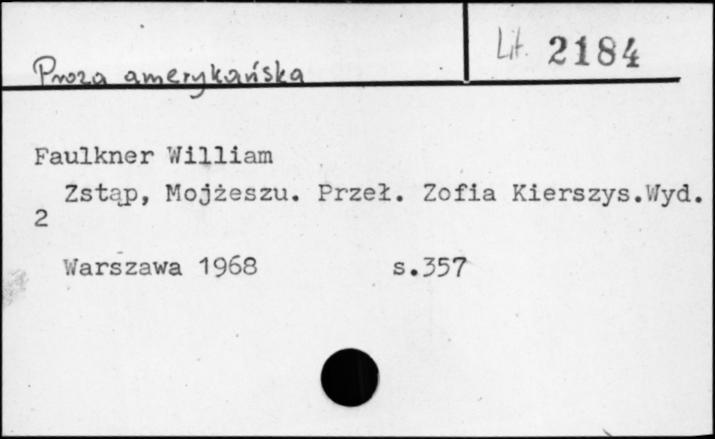 Proza amerykańska
Lit. 2184
Faulkner William
Zstąp, Mojżeszu. Przeł. Zofia Kierszys.Wyd.
2
Warszawa 1968 s.357